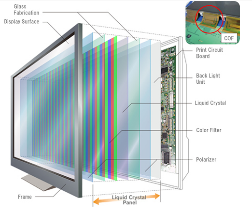 Glass
Fabrication
Display Surface
COF
Print Circuit
Board
Back Light
Unit
Liquid Crystal
Color Filter
Polarizer
Frame
Liquid Crystal
Panel